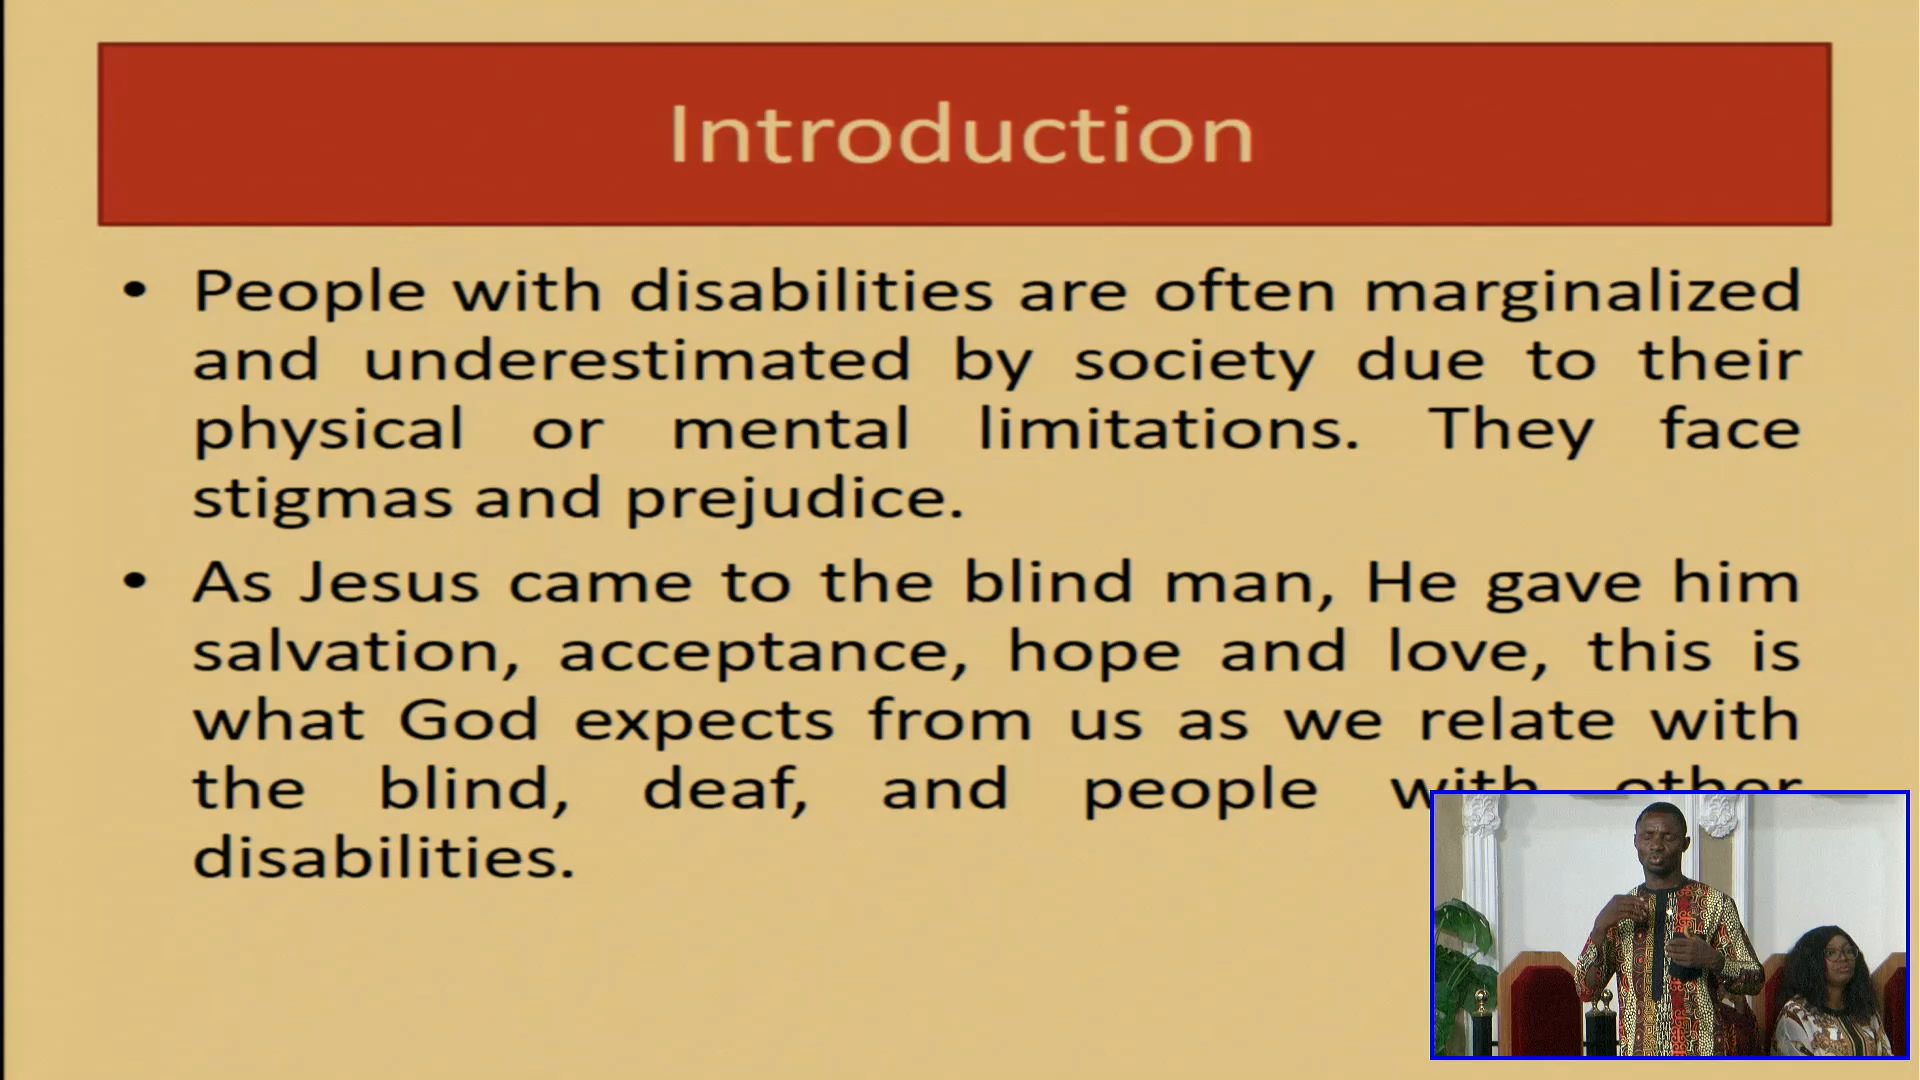 Introduction
• People with disabilities are often marginalized
and underestimated by society due to their
physical or mental limitations. They face
stigmas and prejudice.
• As Jesus came to the blind man, He gave him
salvation, acceptance, hope and love, this is
what God expects from us as we relate with
the blind, deaf, and people with other
disabilities.